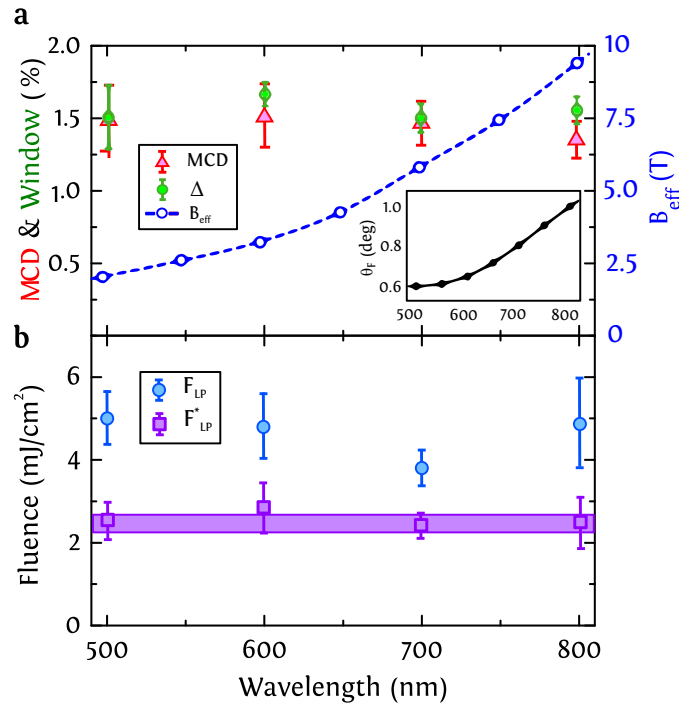 a
2.0
1.5
1.0
0.5
MCD & Window (%)
MCD
Δ
B_eff
10
7.5
5.0
2.5
0
B_eff (T)
1.0
0.8
0.6
θ_F (deg)
500 600 700 800
b
6
4
2
0
Fluence (mJ/cm²)
F_LP
F*_LP
500 600 700 800
Wavelength (nm)